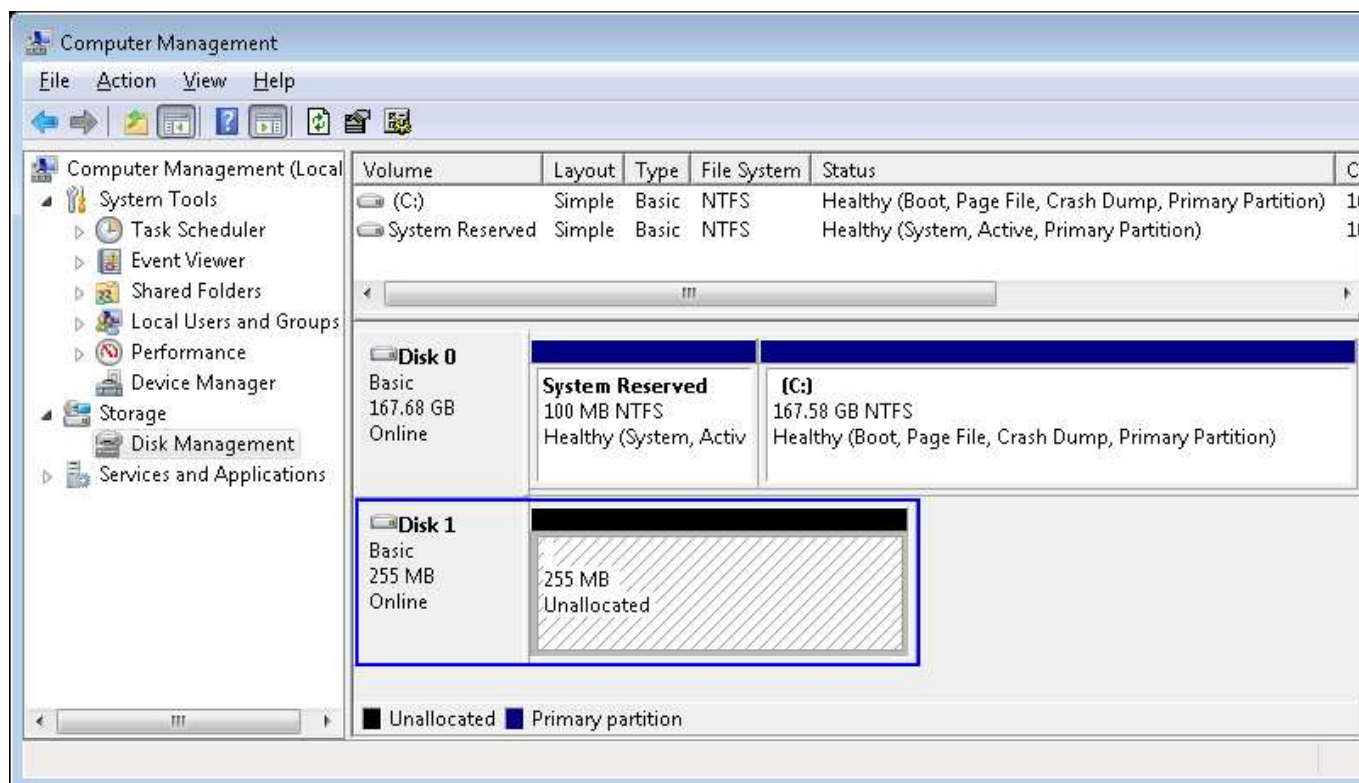 Computer Management
File Action View Help
Computer Management (Local
System Tools
Task Scheduler
Event Viewer
Shared Folders
Local Users and Groups
Performance
Device Manager
Storage
Disk Management
Services and Applications
Volume Layout Type File System Status C
(C:) Simple Basic NTFS Healthy (Boot, Page File, Crash Dump, Primary Partition)
System Reserved Simple Basic NTFS Healthy (System, Active, Primary Partition)
Disk 0
Basic
167.68 GB
Online
System Reserved
100 MB NTFS
Healthy (System, Activ
(C:)
167.58 GB NTFS
Healthy (Boot, Page File, Crash Dump, Primary Partition)
Disk 1
Basic
255 MB
Online
255 MB
Unallocated
Unallocated Primary partition